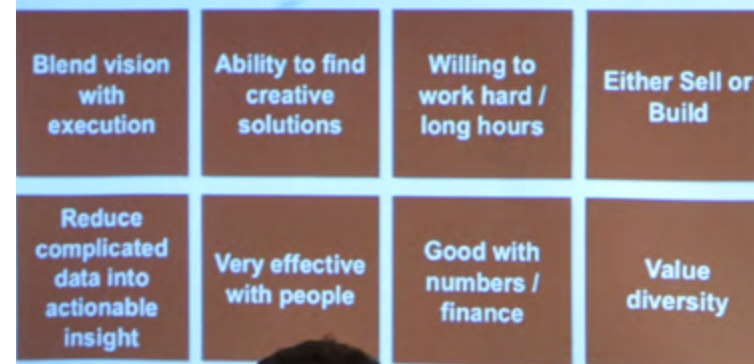 Blend vision
with
execution
Ability to find
creative
solutions
Willing to
work hard /
long hours
Either Sell or
Build
Reduce
complicated
data into
actionable
insight
Very effective
with people
Good with
numbers /
finance
Value
diversity